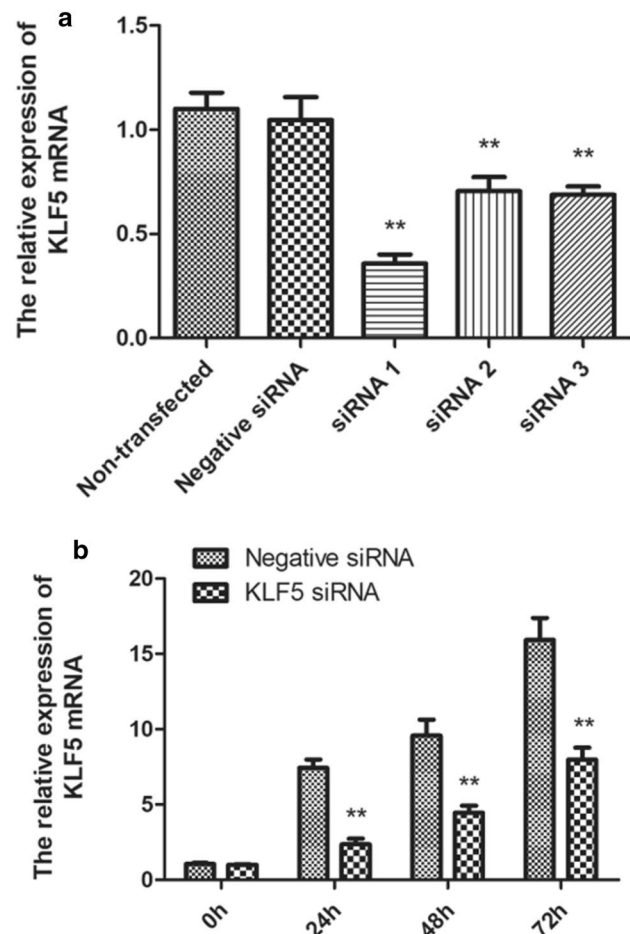 a
The relative expression of
KLF5 mRNA
1.5
1.0
0.5
0.0
**
**
**
Non-transfected
Negative siRNA
siRNA 1
siRNA 2
siRNA 3
b
The relative expression of
KLF5 mRNA
Negative siRNA
KLF5 siRNA
20
15
10
5
0
**
**
**
0h
24h
48h
72h